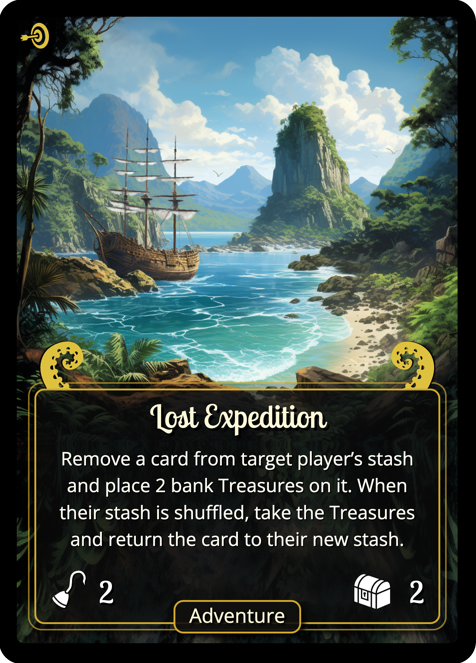 Lost Expedition
Remove a card from target player’s stash
and place 2 bank Treasures on it. When
their stash is shuffled, take the Treasures
and return the card to their new stash.
2
2
Adventure